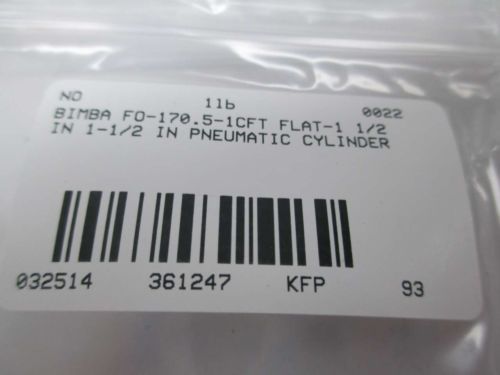 NO 11b 0022
BIMBA FO-170.5-1CFT FLAT-1 1/2
IN 1-1/2 IN PNEUMATIC CYLINDER
032514 361247 KFP 93